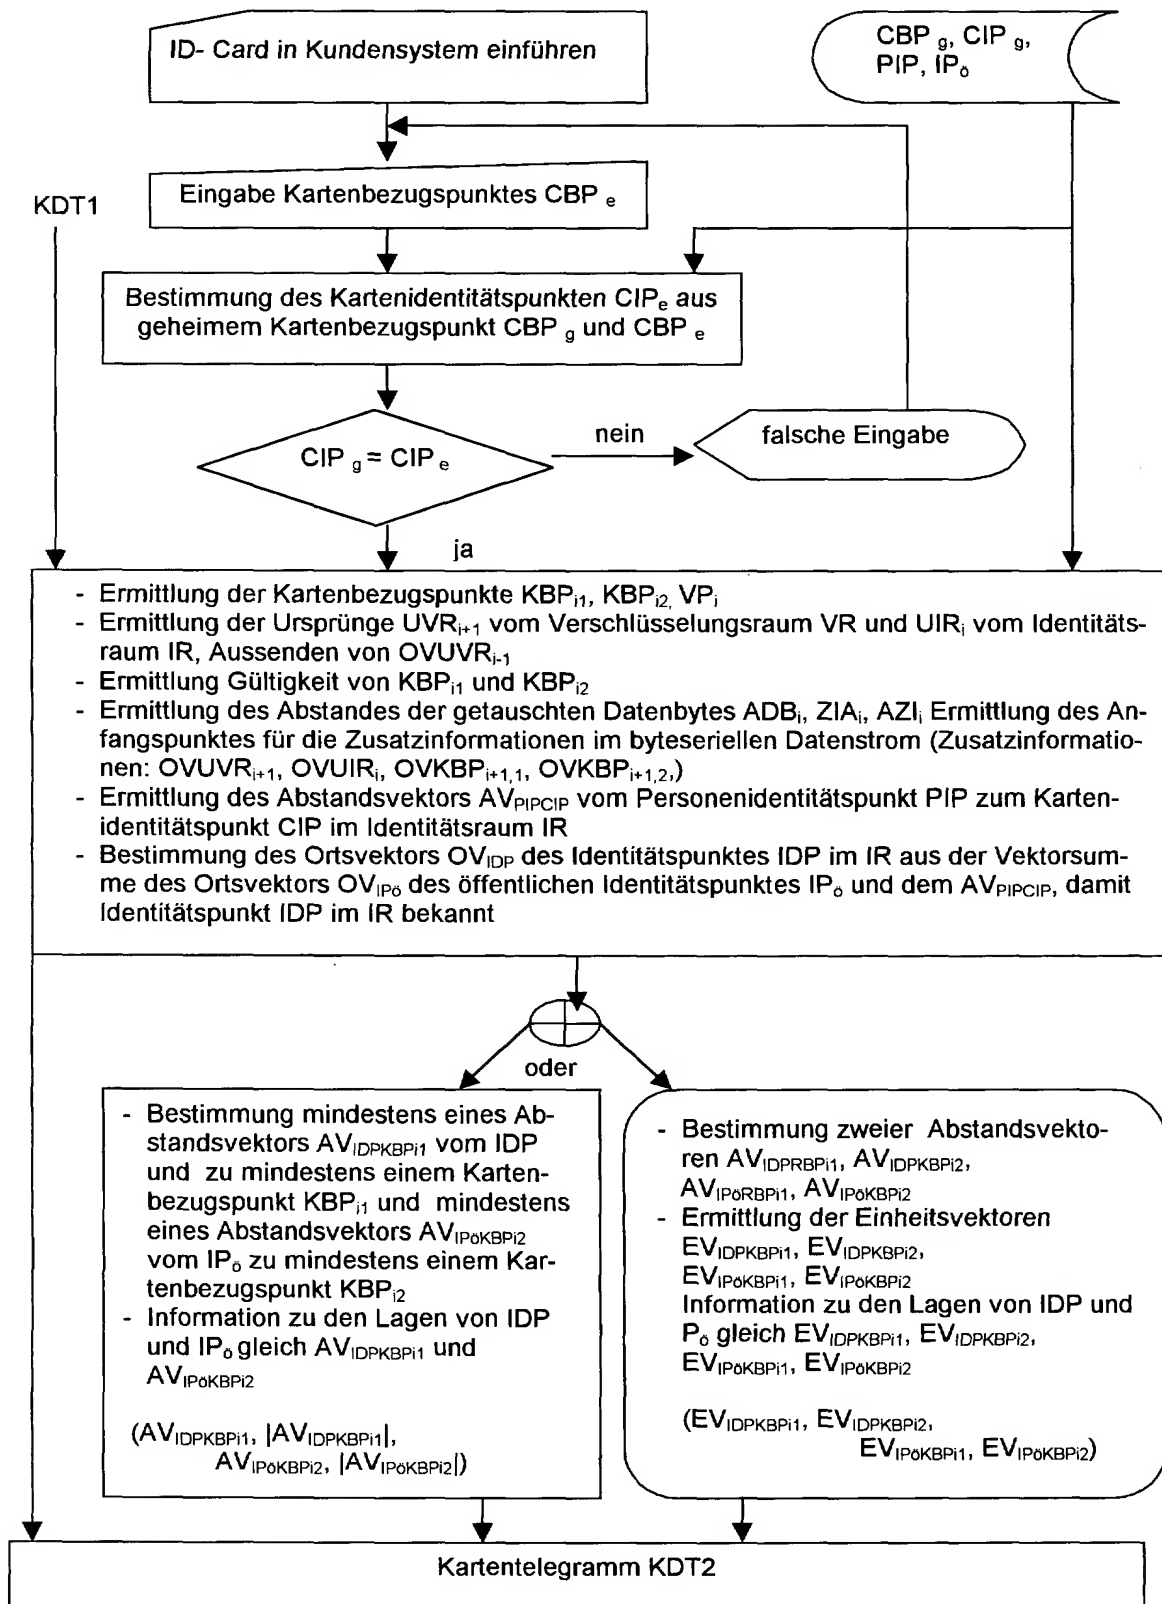 ID- Card in Kundensystem einführen
CBP g, CIP g,
PIP, IPö
KDT1
Eingabe Kartenbezugspunktes CBP e
Bestimmung des Kartenidentitätspunkten CIPe aus
geheimem Kartenbezugspunkt CBP g und CBP e
CIP g = CIP e
nein
falsche Eingabe
ja
- Ermittlung der Kartenbezugspunkte KBPi1, KBPi2, VPi
- Ermittlung der Ursprünge UVRi+1 vom Verschlüsselungsraum VR und UIRi vom Identitäts-
raum IR, Aussenden von OVUVRi-1
- Ermittlung Gültigkeit von KBPi1 und KBPi2
- Ermittlung des Abstandes der getauschten Datenbytes ADBi, ZIAi, AZIi Ermittlung des An-
fangspunktes für die Zusatzinformationen im byteseriellen Datenstrom (Zusatzinformatio-
nen: OVUVRi+1, OVUIRi, OVKBPi+1,1, OVKBPi+1,2,)
- Ermittlung des Abstandsvektors AVPIPCIP vom Personenidentitätspunkt PIP zum Karten-
identitätspunkt CIP im Identitätsraum IR
- Bestimmung des Ortsvektors OVIDP des Identitätspunktes IDP im IR aus der Vektorsum-
me des Ortsvektors OVIPö des öffentlichen Identitätspunktes IPö und dem AVPIPCIP, damit
Identitätspunkt IDP im IR bekannt
oder
- Bestimmung mindestens eines Ab-
standsvektors AVIDPKBPi1 vom IDP
und zu mindestens einem Karten-
bezugspunkt KBPi1 und mindestens
eines Abstandsvektors AVIPöKBPi2
vom IPö zu mindestens einem Kar-
tenbezugspunkt KBPi2
- Information zu den Lagen von IDP
und IPö gleich AVIDPKBPi1 und
AVIPöKBPi2
(AVIDPKBPi1, |AVIDPKBPi1|,
AVIPöKBPi2, |AVIPöKBPi2|)
- Bestimmung zweier Abstandsvekto-
ren AVIDPRBPi1, AVIDPKBPi2,
AVIPöRBPi1, AVIPöKBPi2
- Ermittlung der Einheitsvektoren
EVIDPKBPi1, EVIDPKBPi2,
EVIPöKBPi1, EVIPöKBPi2
Information zu den Lagen von IDP und
Pö gleich EVIDPKBPi1, EVIDPKBPi2,
EVIPöKBPi1, EVIPöKBPi2
(EVIDPKBPi1, EVIDPKBPi2,
EVIPöKBPi1, EVIPöKBPi2)
Kartentelegramm KDT2